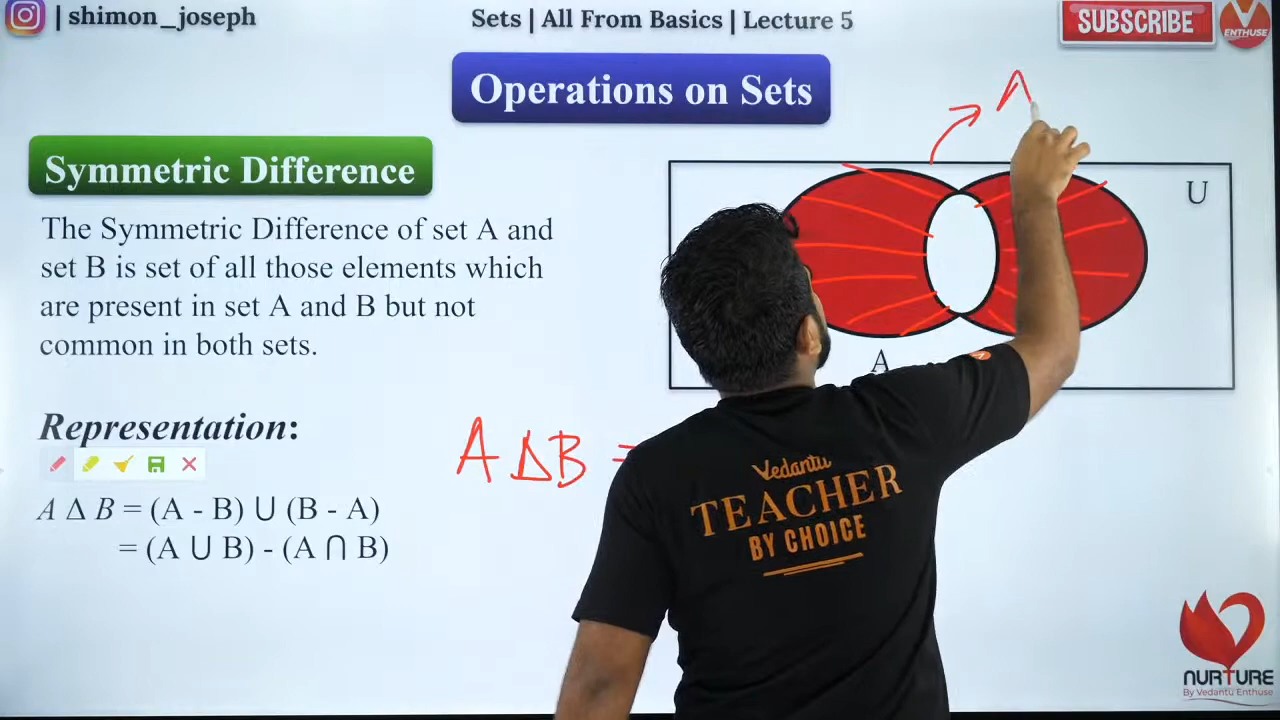 | shimon_joseph
Sets | All From Basics | Lecture 5
SUBSCRIBE
ENTHUSE
Operations on Sets
A
Symmetric Difference
U
The Symmetric Difference of set A and
set B is set of all those elements which
are present in set A and B but not
common in both sets.
A
Representation:
A Δ B =
Vedantu
TEACHER
BY CHOICE
A Δ B = (A - B) ∪ (B - A)
= (A ∪ B) - (A ∩ B)
NURTURE
By Vedantu Enthuse